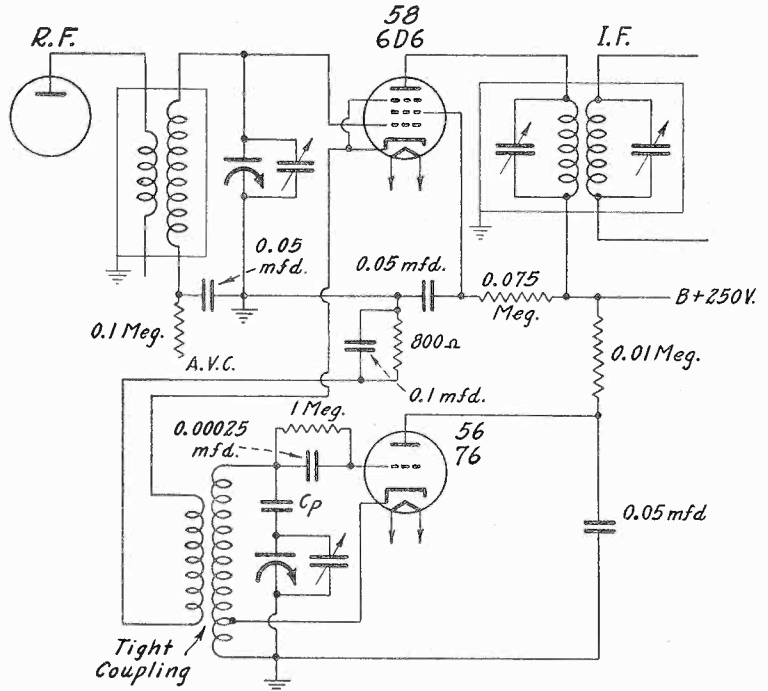 58
6D6
R.F.
I.F.
0.05
mfd.
0.05 mfd.
0.075
Meg.
B+250V.
0.1 Meg.
A.V.C.
800Ω
0.01 Meg.
0.1 mfd.
1 Meg.
0.00025
mfd.
56
76
Cp
0.05 mfd
Tight
Coupling